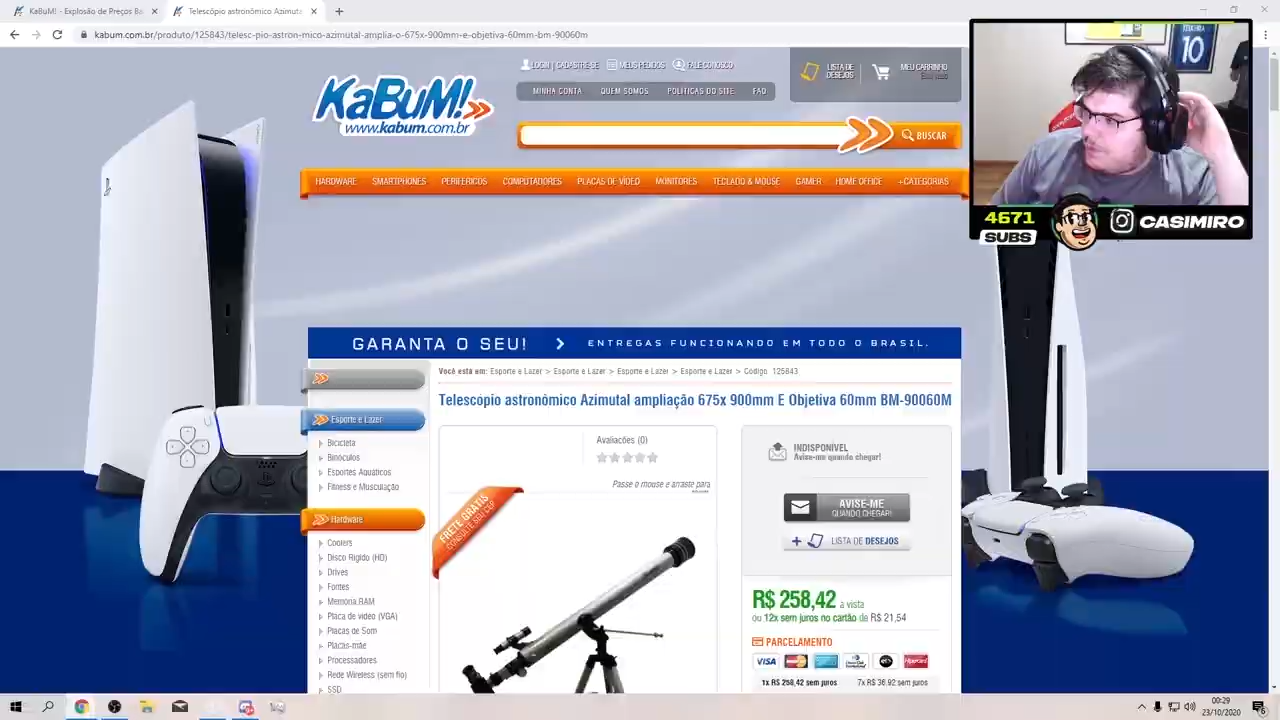 KaBuM! - Explosão de Preços Ba
Telescópio astronômico Azimuta
kabum.com.br/produto/125843/telesc-pio-astron-mico-azimutal-amplia-o-675x-900mm-e-objetiva-60mm-bm-90060m
LOGIN | CADASTRE-SE
MEUS PEDIDOS
FALE CONOSCO
LISTA DE
DESEJOS
MEU CARRINHO
KaBuM!
www.kabum.com.br
MINHA CONTA
QUEM SOMOS
POLÍTICAS DO SITE
FAQ
BUSCAR
HARDWARE
SMARTPHONES
PERIFÉRICOS
COMPUTADORES
PLACAS DE VÍDEO
MONITORES
TECLADO & MOUSE
GAMER
HOME OFFICE
+CATEGORIAS
10
4671
SUBS
CASIMIRO
GARANTA O SEU!
ENTREGAS FUNCIONANDO EM TODO O BRASIL.
Você está em: Esporte e Lazer > Esporte e Lazer > Esporte e Lazer > Esporte e Lazer > Código: 125843
Telescópio astronômico Azimutal ampliação 675x 900mm E Objetiva 60mm BM-90060M
Esporte e Lazer
Bicicleta
Binóculos
Esportes Aquáticos
Fitness e Musculação
Hardware
Coolers
Disco Rígido (HD)
Drives
Fontes
Memória RAM
Placa de vídeo (VGA)
Placas de Som
Placas-mãe
Processadores
Rede Wireless (sem fio)
SSD
Avaliações (0)
Passe o mouse e arraste para
FRETE GRÁTIS
CONSULTE SEU CEP
INDISPONÍVEL
Avise-me quando chegar!
AVISE-ME
QUANDO CHEGAR!
+ LISTA DE DESEJOS
R$ 258,42 à vista
ou 12x sem juros no cartão de R$ 21,54
PARCELAMENTO
VISA
Hipercard
1x R$ 258,42 sem juros
7x R$ 36,92 sem juros
00:29
23/10/2020